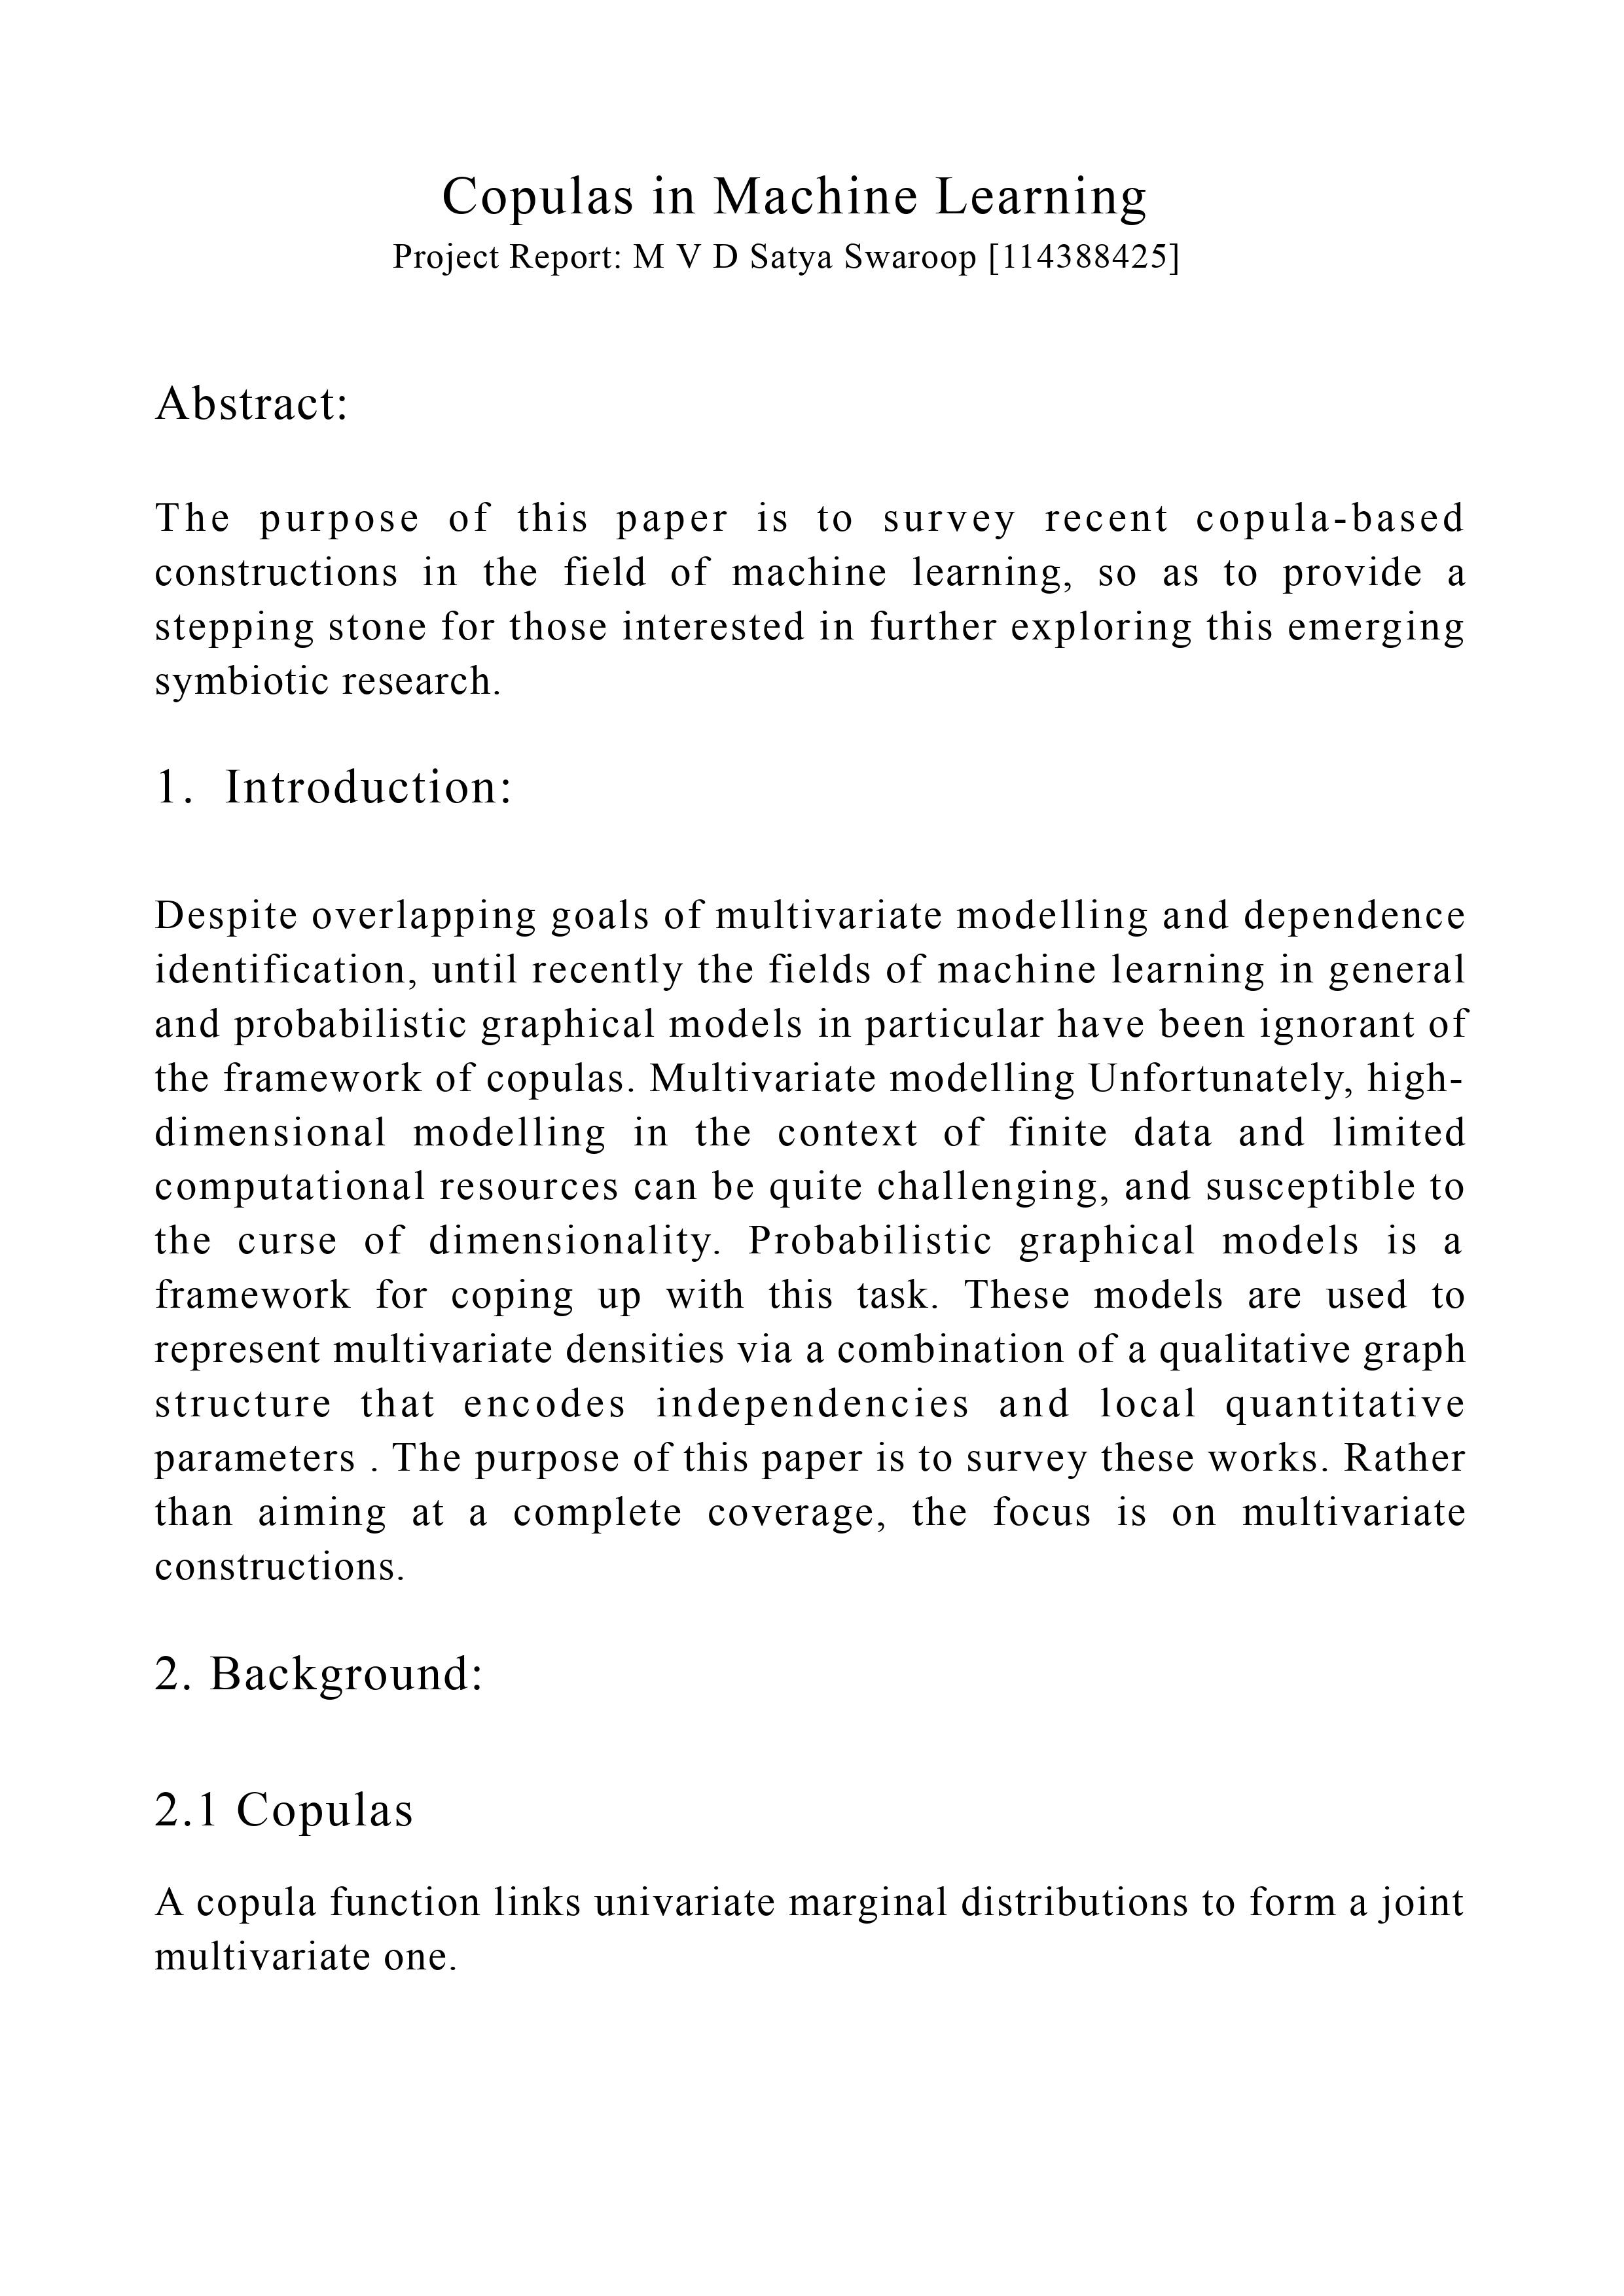 Copulas in Machine Learning
Project Report: M V D Satya Swaroop [114388425]
Abstract:
The purpose of this paper is to survey recent copula-based
constructions in the field of machine learning, so as to provide a
stepping stone for those interested in further exploring this emerging
symbiotic research.
1. Introduction:
Despite overlapping goals of multivariate modelling and dependence
identification, until recently the fields of machine learning in general
and probabilistic graphical models in particular have been ignorant of
the framework of copulas. Multivariate modelling Unfortunately, high-
dimensional modelling in the context of finite data and limited
computational resources can be quite challenging, and susceptible to
the curse of dimensionality. Probabilistic graphical models is a
framework for coping up with this task. These models are used to
represent multivariate densities via a combination of a qualitative graph
structure that encodes independencies and local quantitative
parameters . The purpose of this paper is to survey these works. Rather
than aiming at a complete coverage, the focus is on multivariate
constructions.
2. Background:
2.1 Copulas
A copula function links univariate marginal distributions to form a joint
multivariate one.